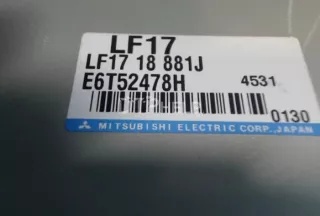 LF17
LF17 18 881J
E6T52478H 4531
0130
MITSUBISHI ELECTRIC CORP. JAPAN